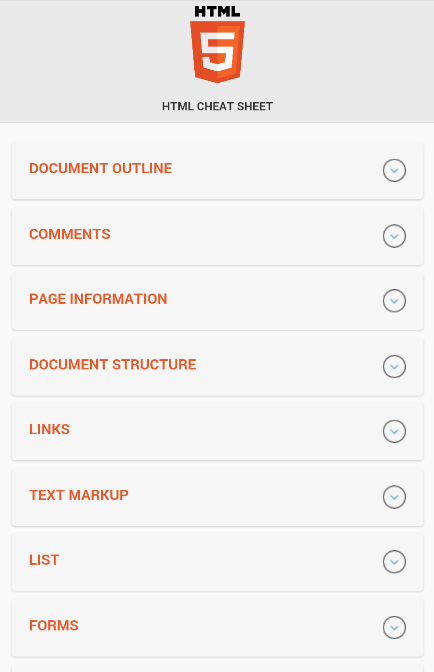 HTML
5
HTML CHEAT SHEET
DOCUMENT OUTLINE
COMMENTS
PAGE INFORMATION
DOCUMENT STRUCTURE
LINKS
TEXT MARKUP
LIST
FORMS